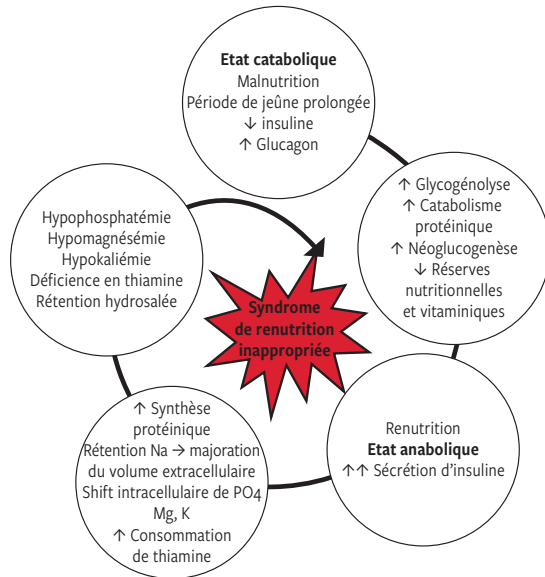 Etat catabolique
Malnutrition
Période de jeûne prolongée
↓ insuline
↑ Glucagon
↑ Glycogénolyse
↑ Catabolisme
protéinique
↑ Néoglucogenèse
↓ Réserves
nutritionnelles
et vitaminiques
Renutrition
Etat anabolique
↑↑ Sécrétion d'insuline
↑ Synthèse
protéinique
Rétention Na → majoration
du volume extracellulaire
Shift intracellulaire de PO4
Mg, K
↑ Consommation
de thiamine
Hypophosphatémie
Hypomagnésémie
Hypokaliémie
Déficience en thiamine
Rétention hydrosalée
Syndrome
de renutrition
inappropriée